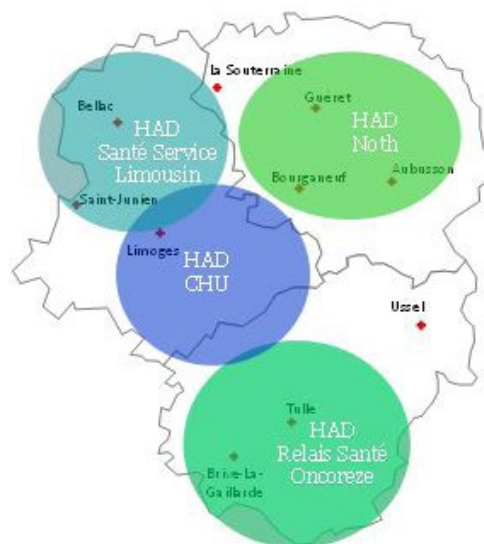 la Souterraine
Bellac
Guéret
HAD
Santé Service
Limousin
HAD
Noth
Bourganeuf
Aubusson
Saint-Junien
Limoges
HAD
CHU
Ussel
Tulle
HAD
Relais Santé
Oncoreze
Brive-La-
Gaillarde